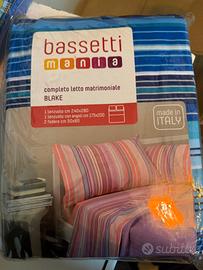 bassetti
mania
completo letto matrimoniale
BLAKE
1 lenzuolo cm 240x280
1 lenzuolo con angoli cm 175x200
2 federe cm 50x80
made in
ITALY
subito